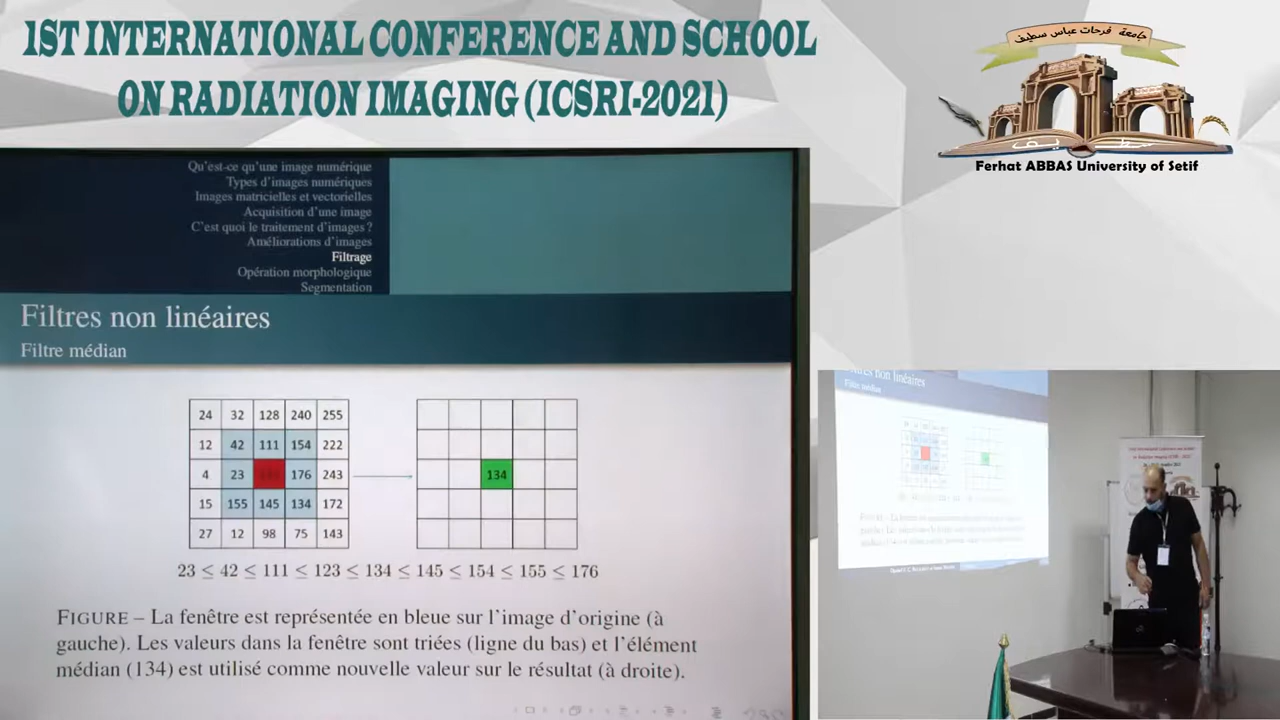 1ST INTERNATIONAL CONFERENCE AND SCHOOL
ON RADIATION IMAGING (ICSRI-2021)
جامعة فرحات عباس سطيف
سطيف
Ferhat ABBAS University of Setif
Qu'est-ce qu'une image numérique
Types d'images numériques
Images matricielles et vectorielles
Acquisition d'une image
C'est quoi le traitement d'images ?
Améliorations d'images
Filtrage
Opération morphologique
Segmentation
Filtres non linéaires
Filtre médian
24 32 128 240 255
12 42 111 154 222
4 23 176 243
15 155 145 134 172
27 12 98 75 143
134
23 ≤ 42 ≤ 111 ≤ 123 ≤ 134 ≤ 145 ≤ 154 ≤ 155 ≤ 176
FIGURE – La fenêtre est représentée en bleue sur l'image d'origine (à
gauche). Les valeurs dans la fenêtre sont triées (ligne du bas) et l'élément
médian (134) est utilisé comme nouvelle valeur sur le résultat (à droite).
Filtres non linéaires
Filtre médian